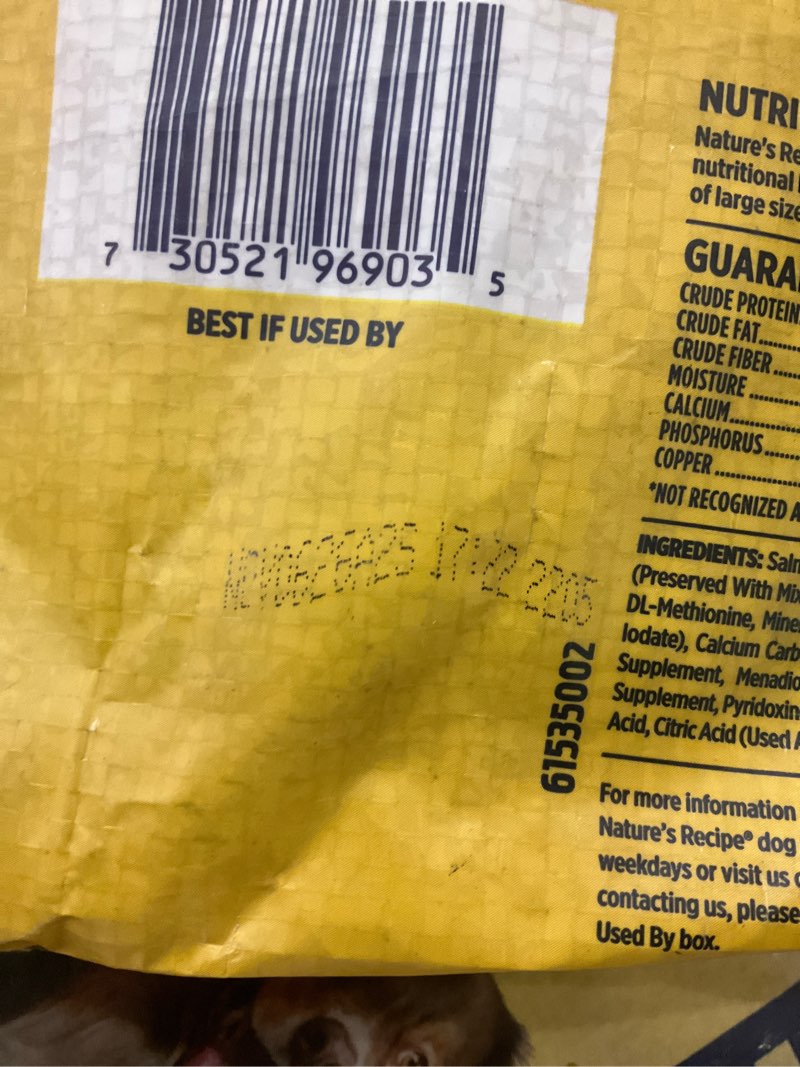 7 30521 96903 5
BEST IF USED BY
17:22 2205
61535002
NUTRI
Nature's Re
nutritional
of large size
GUARA
CRUDE PROTEIN
CRUDE FAT
CRUDE FIBER
MOISTURE
CALCIUM
PHOSPHORUS
COPPER
*NOT RECOGNIZED A
INGREDIENTS: Salm
(Preserved With Mix
DL-Methionine, Mine
Iodate), Calcium Carb
Supplement, Menadio
Supplement, Pyridoxin
Acid, Citric Acid (Used A
For more information
Nature's Recipe® dog
weekdays or visit us o
contacting us, please
Used By box.